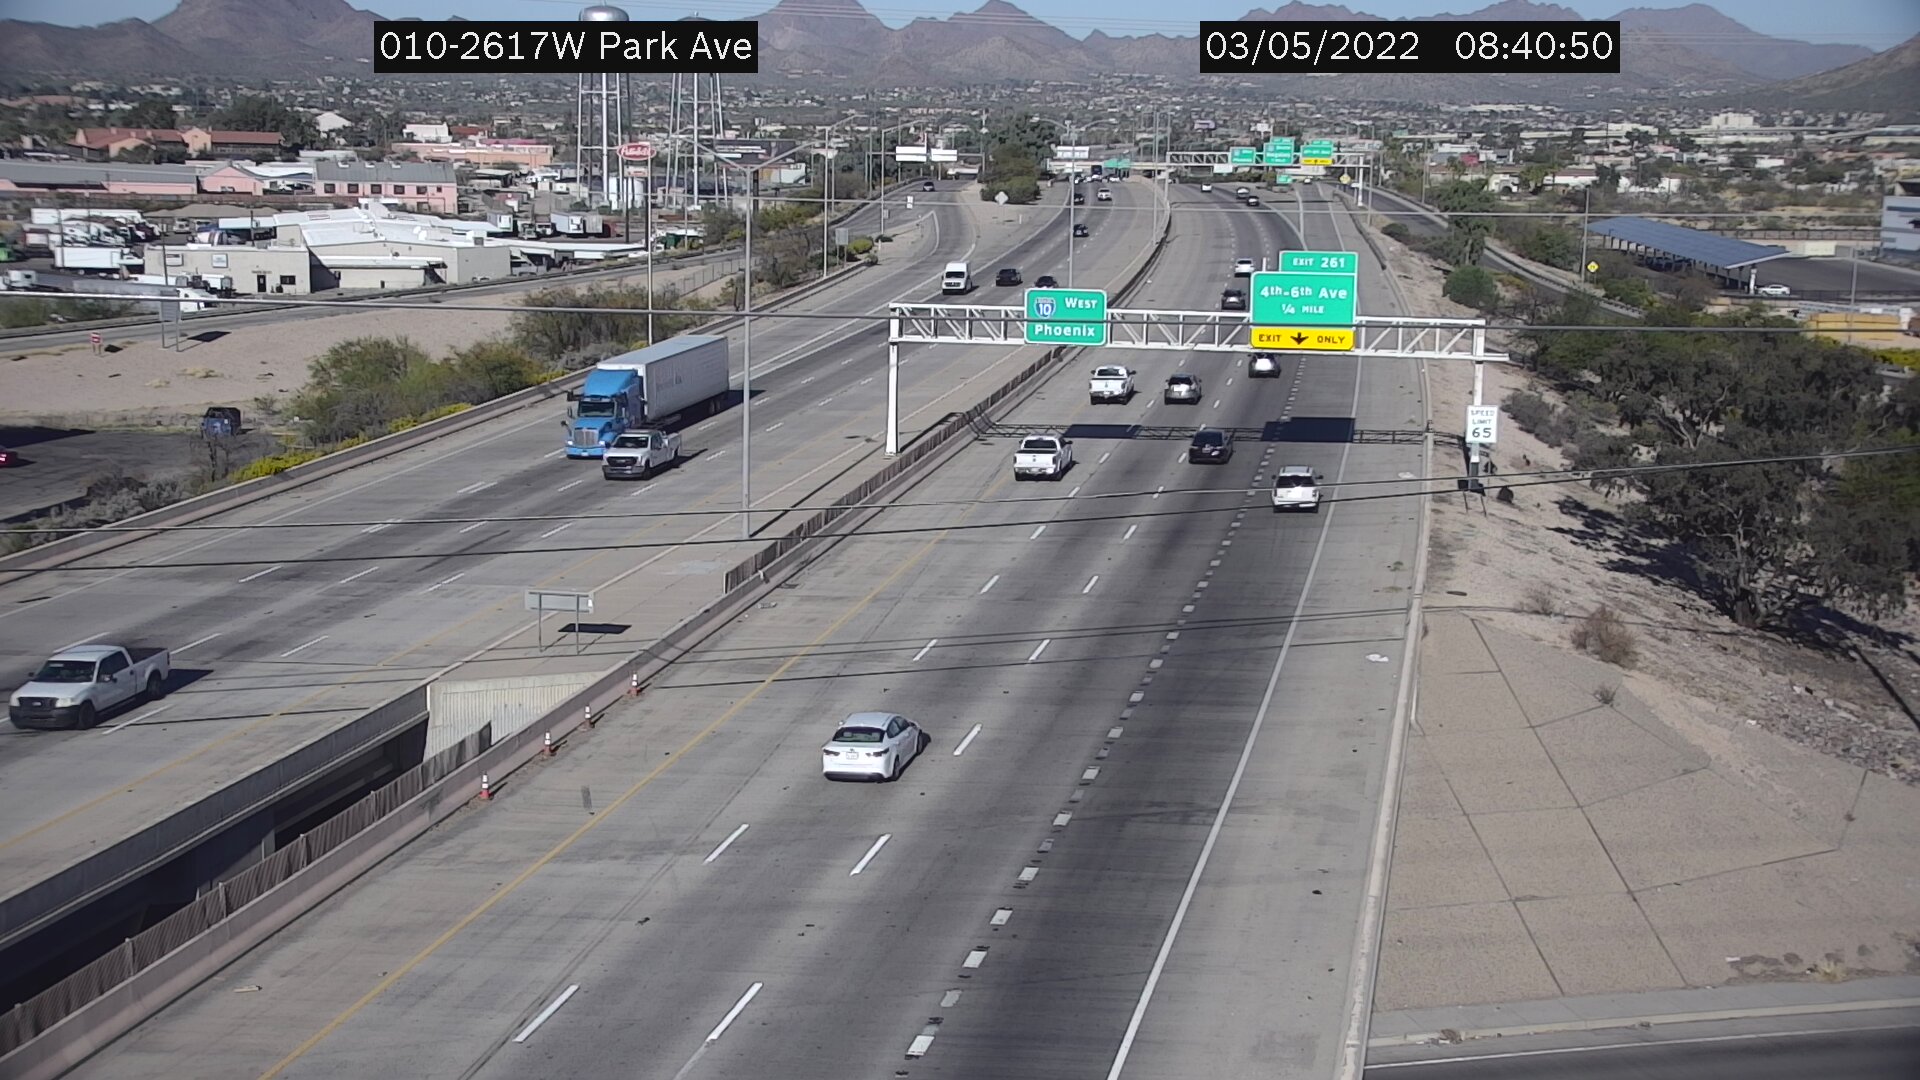 010-2617W Park Ave
03/05/2022 08:40:50
EXIT 261
4th-6th Ave
1/4 MILE
EXIT ONLY
10
WEST
Phoenix
SPEED
LIMIT
65
Peterbilt